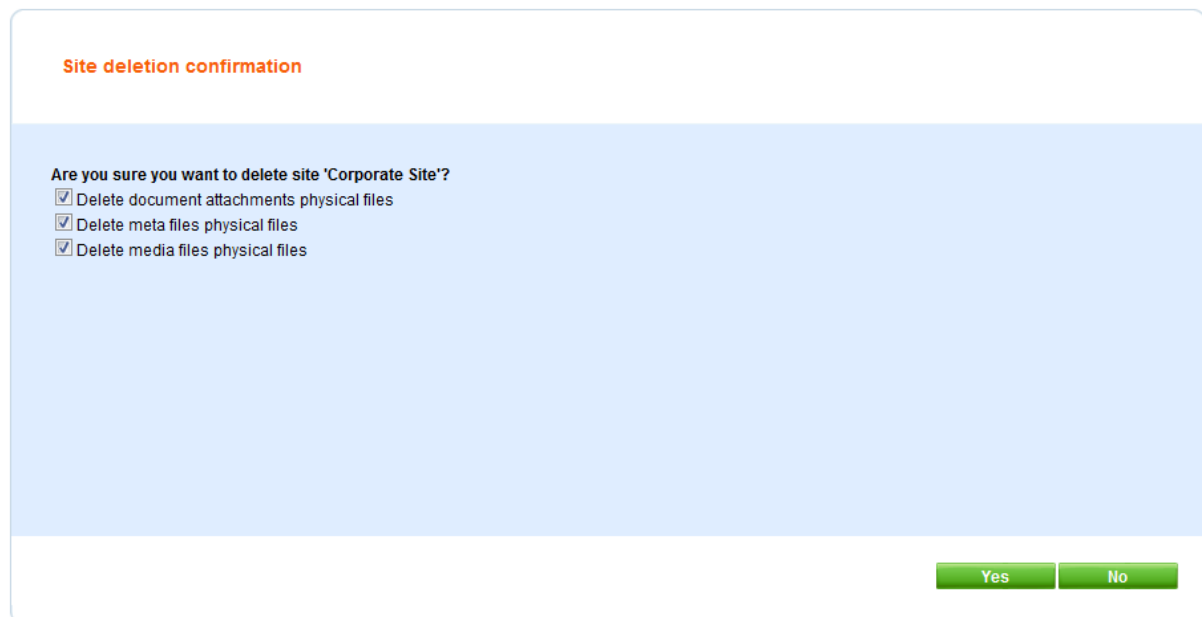 Site deletion confirmation
Are you sure you want to delete site 'Corporate Site'?
Delete document attachments physical files
Delete meta files physical files
Delete media files physical files
Yes No